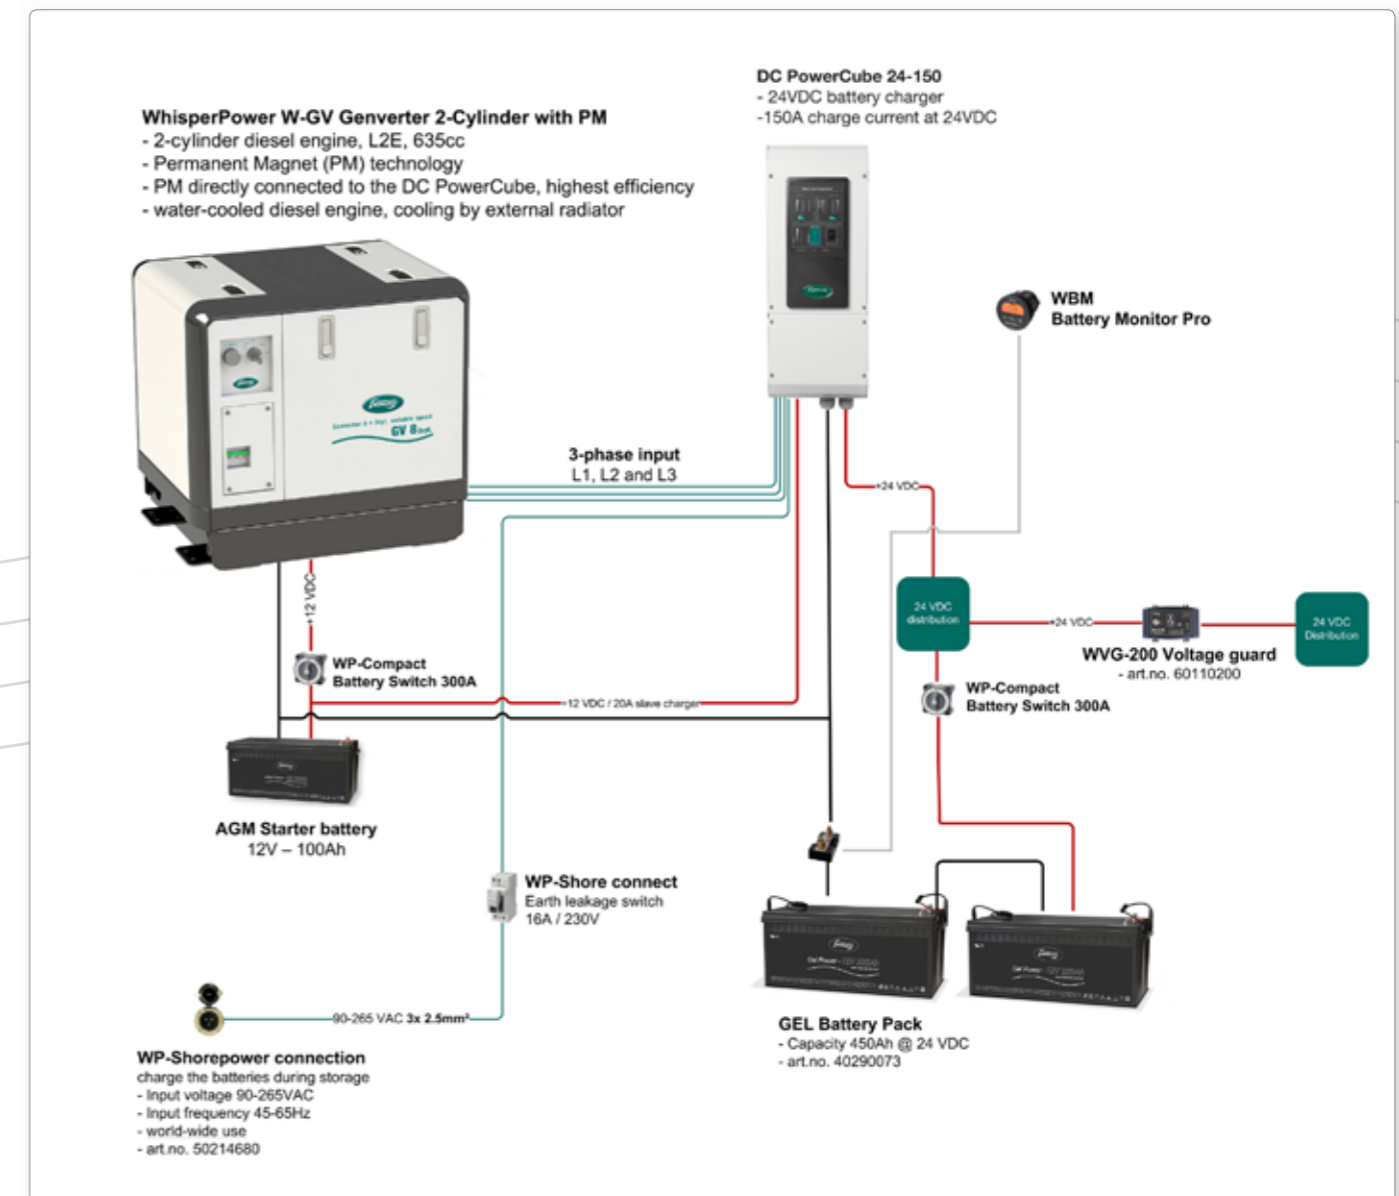 DC PowerCube 24-150
- 24VDC battery charger
-150A charge current at 24VDC
WhisperPower W-GV Genverter 2-Cylinder with PM
- 2-cylinder diesel engine, L2E, 635cc
- Permanent Magnet (PM) technology
- PM directly connected to the DC PowerCube, highest efficiency
- water-cooled diesel engine, cooling by external radiator
WBM
Battery Monitor Pro
GV 8
3-phase input
L1, L2 and L3
+24 VDC
+12 VDC
24 VDC
distribution
+24 VDC
24 VDC
Distribution
WVG-200 Voltage guard
- art.no. 60110200
WP-Compact
Battery Switch 300A
WP-Compact
Battery Switch 300A
+12 VDC / 20A slave charger
AGM Starter battery
12V – 100Ah
WP-Shore connect
Earth leakage switch
16A / 230V
90-265 VAC 3x 2.5mm²
GEL Battery Pack
- Capacity 450Ah @ 24 VDC
- art.no. 40290073
WP-Shorepower connection
charge the batteries during storage
- Input voltage 90-265VAC
- Input frequency 45-65Hz
- world-wide use
- art.no. 50214680